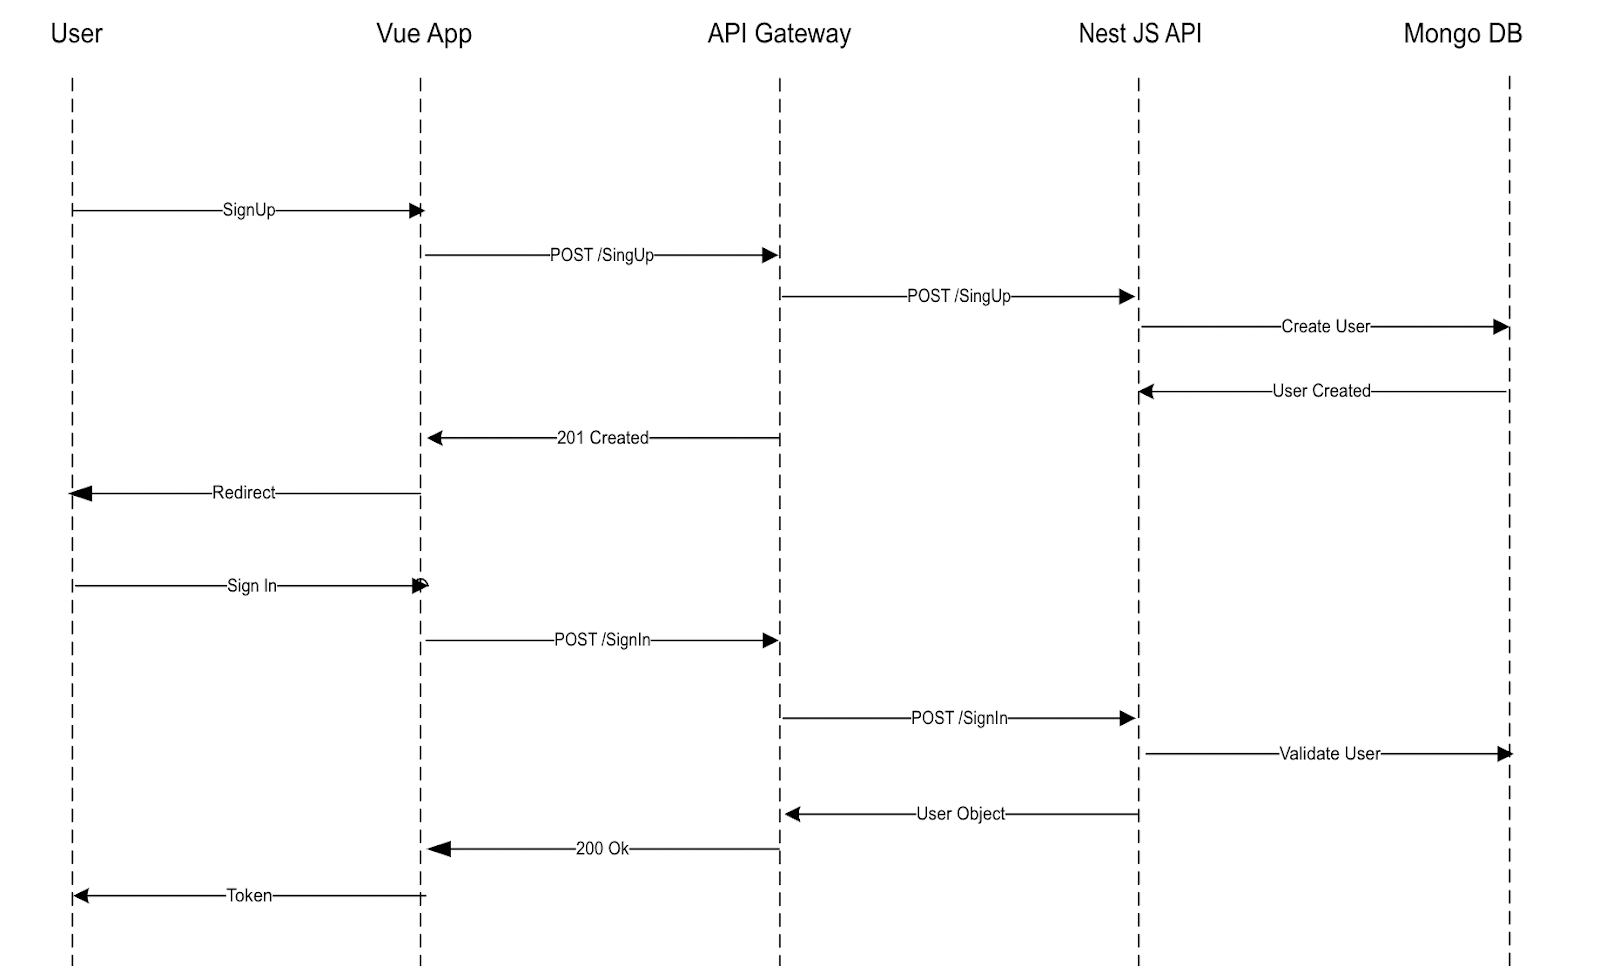 User
Vue App
API Gateway
Nest JS API
Mongo DB
SignUp
POST /SingUp
POST /SingUp
Create User
User Created
201 Created
Redirect
Sign In
POST /SignIn
POST /SignIn
Validate User
User Object
200 Ok
Token